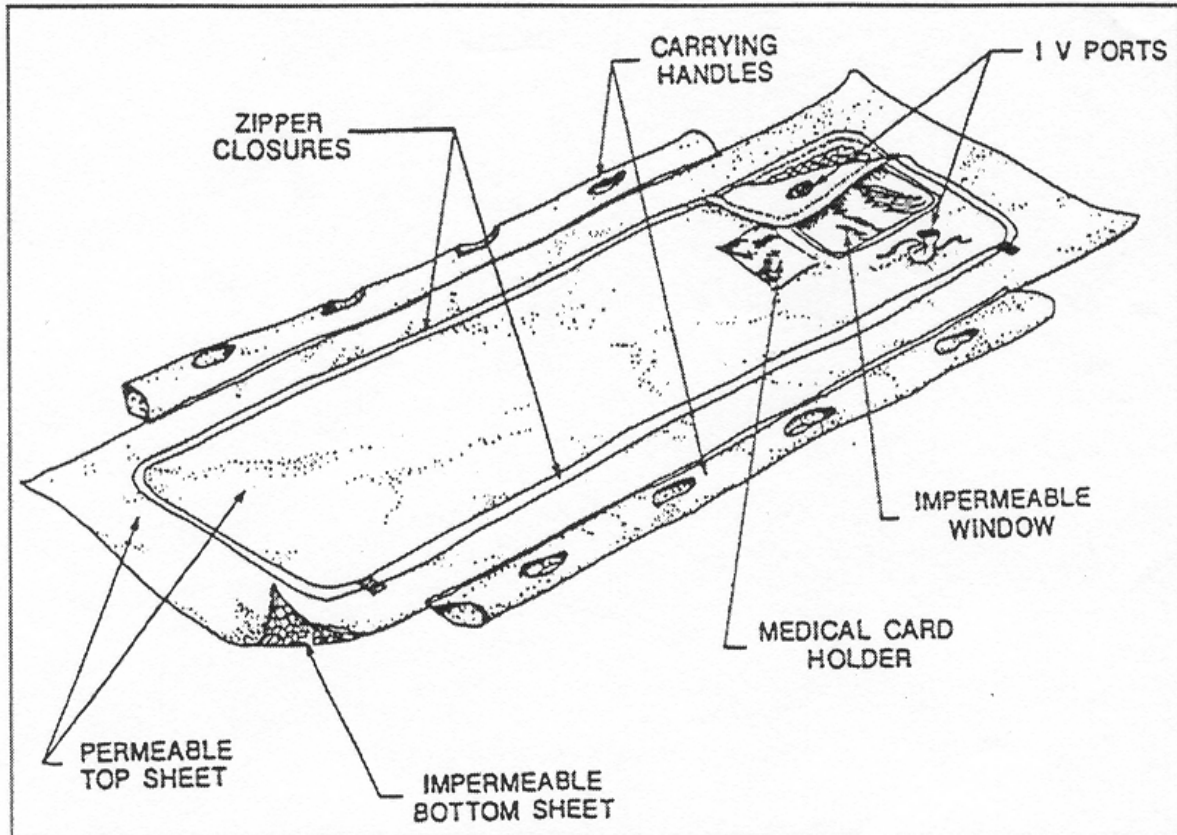 CARRYING
HANDLES
I V PORTS
ZIPPER
CLOSURES
IMPERMEABLE
WINDOW
MEDICAL CARD
HOLDER
PERMEABLE
TOP SHEET
IMPERMEABLE
BOTTOM SHEET